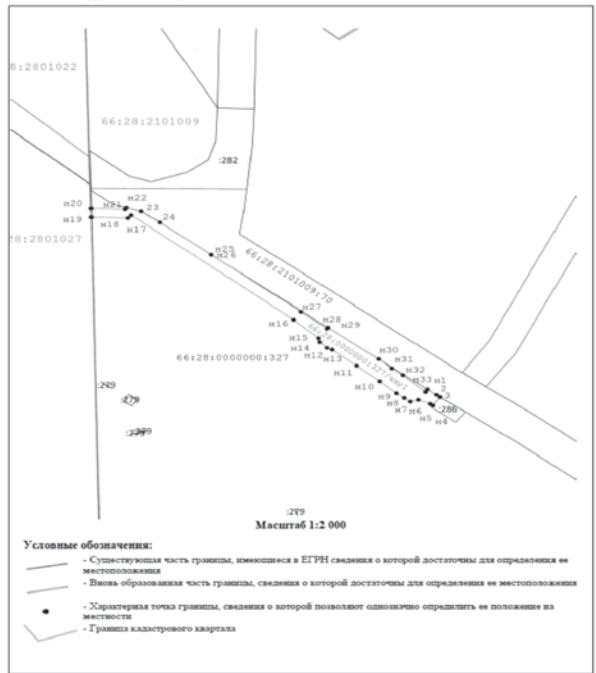 8:2801022
66:28:2101009
:282
н20
н21
н22
23
н19
н18
н17
24
28:2801027
н25
н26
66:28:2101009:70
н27
н16
н28
н29
н15
н14
н12
н13
66:28:0000000:327/чзу1
н30
н31
66:28:0000000:327
н11
н32
н33
н1
2
3
н10
н9
н8
н7
н6
н5
н4
:286
:279
:279
:279
:279
Масштаб 1:2 000
Условные обозначения:
- Существующая часть границы, имеющиеся в ЕГРН сведения о которой достаточны для определения ее
местоположения
- Вновь образованная часть границы, сведения о которой достаточны для определения ее местоположения
- Характерная точка границы, сведения о которой позволяют однозначно определить ее положение на
местности
- Граница кадастрового квартала